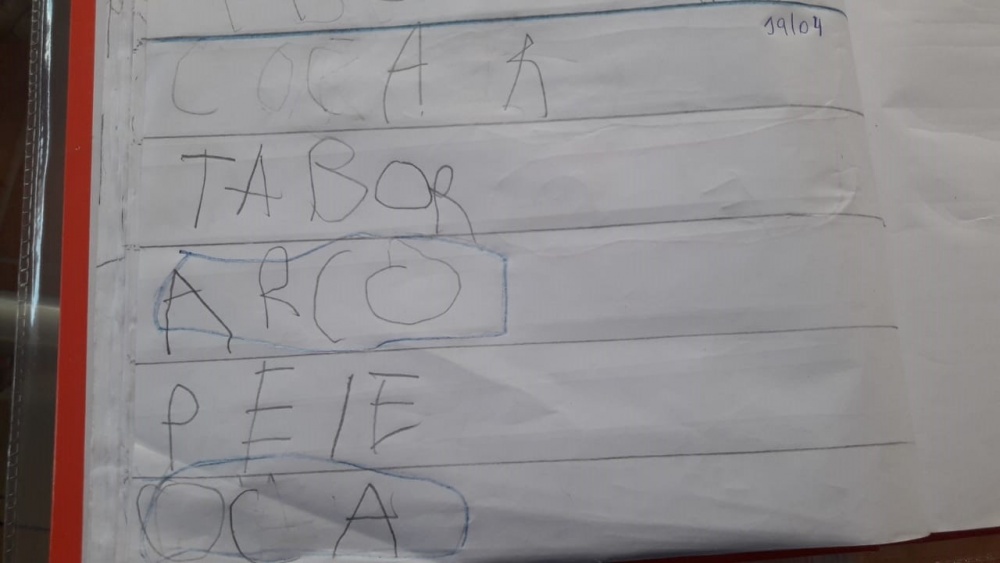 19/04
COCA R
TABOR
ARCO
PEIE
OCA